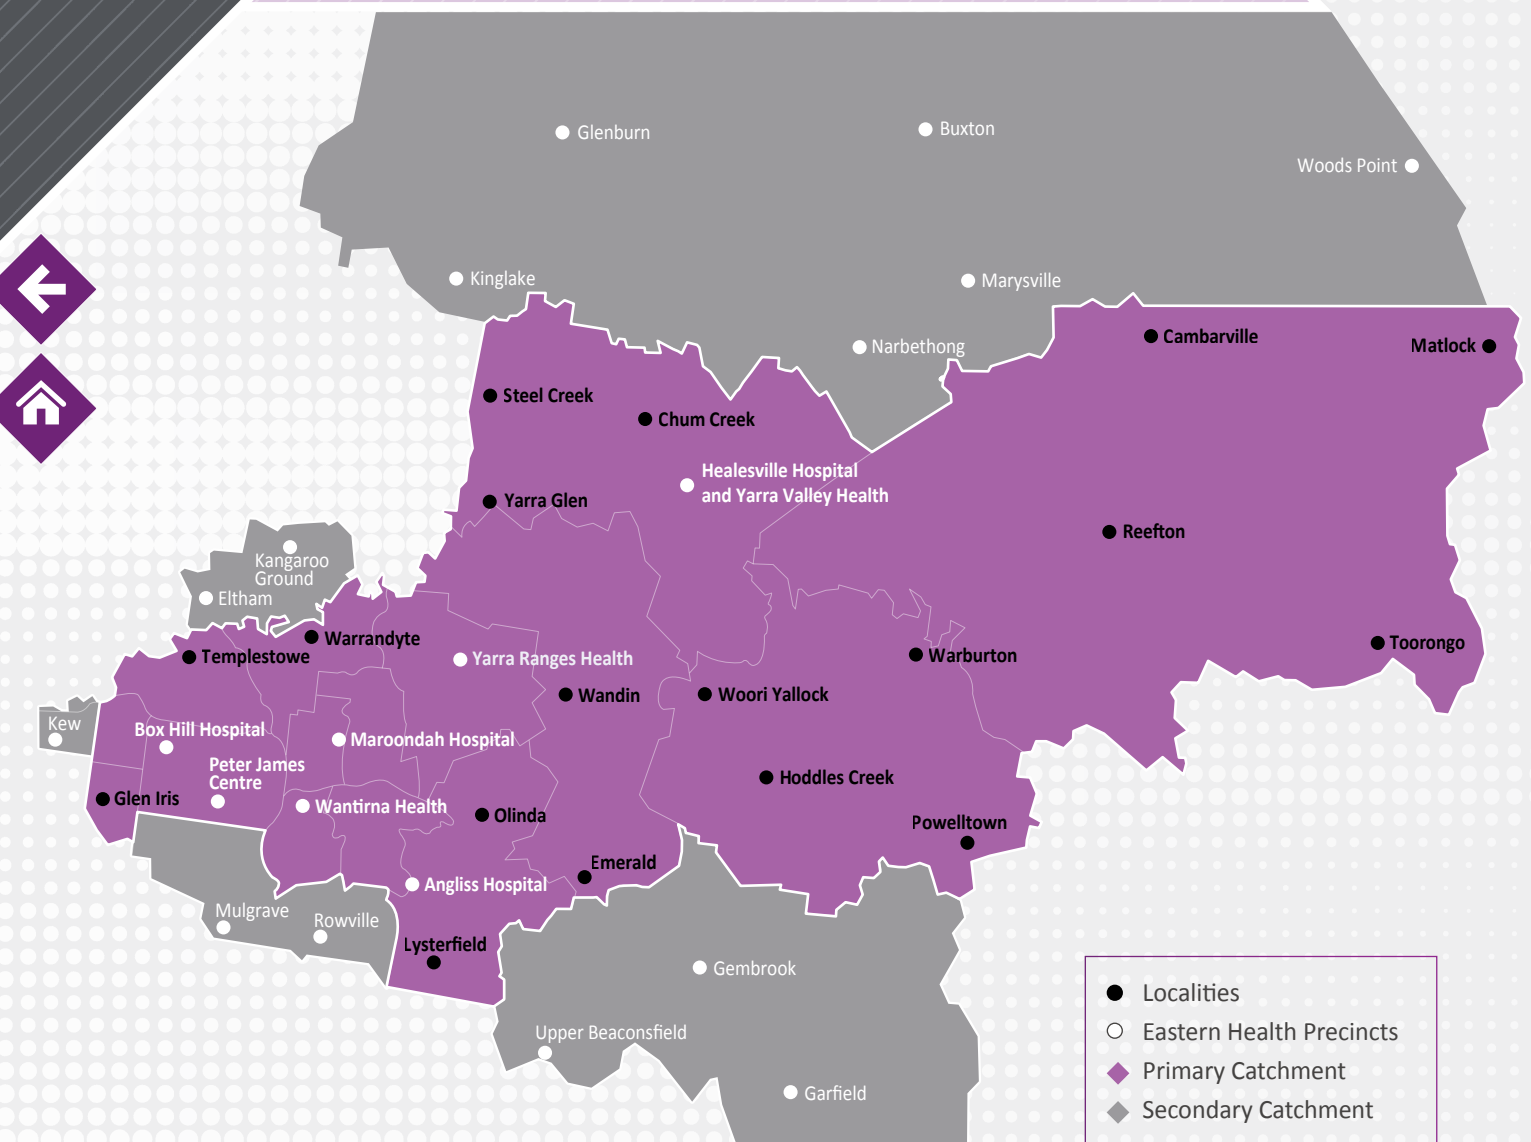 Glenburn
Buxton
Woods Point
Kinglake
Marysville
Narbethong
Cambarville
Matlock
Steel Creek
Chum Creek
Healesville Hospital
and Yarra Valley Health
Yarra Glen
Reefton
Kangaroo
Ground
Eltham
Warrandyte
Templestowe
Yarra Ranges Health
Warburton
Toorongo
Wandin
Woori Yallock
Kew
Box Hill Hospital
Maroondah Hospital
Peter James
Centre
Hoddles Creek
Glen Iris
Wantirna Health
Olinda
Powelltown
Emerald
Angliss Hospital
Mulgrave
Rowville
Lysterfield
Gembrook
Upper Beaconsfield
Garfield
Localities
Eastern Health Precincts
Primary Catchment
Secondary Catchment